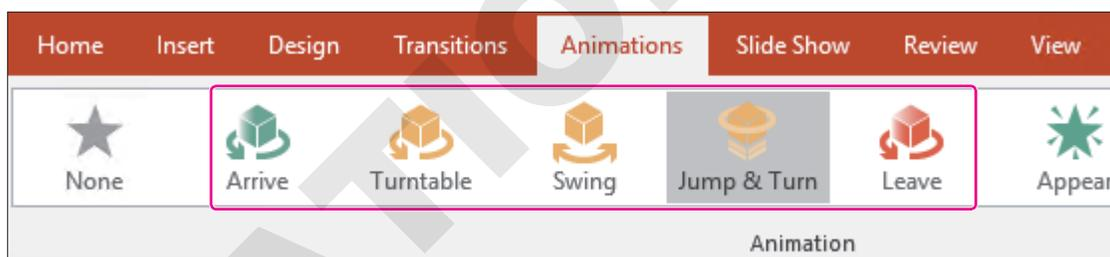 Home Insert Design Transitions Animations Slide Show Review View
None Arrive Turntable Swing Jump & Turn Leave Appear
Animation